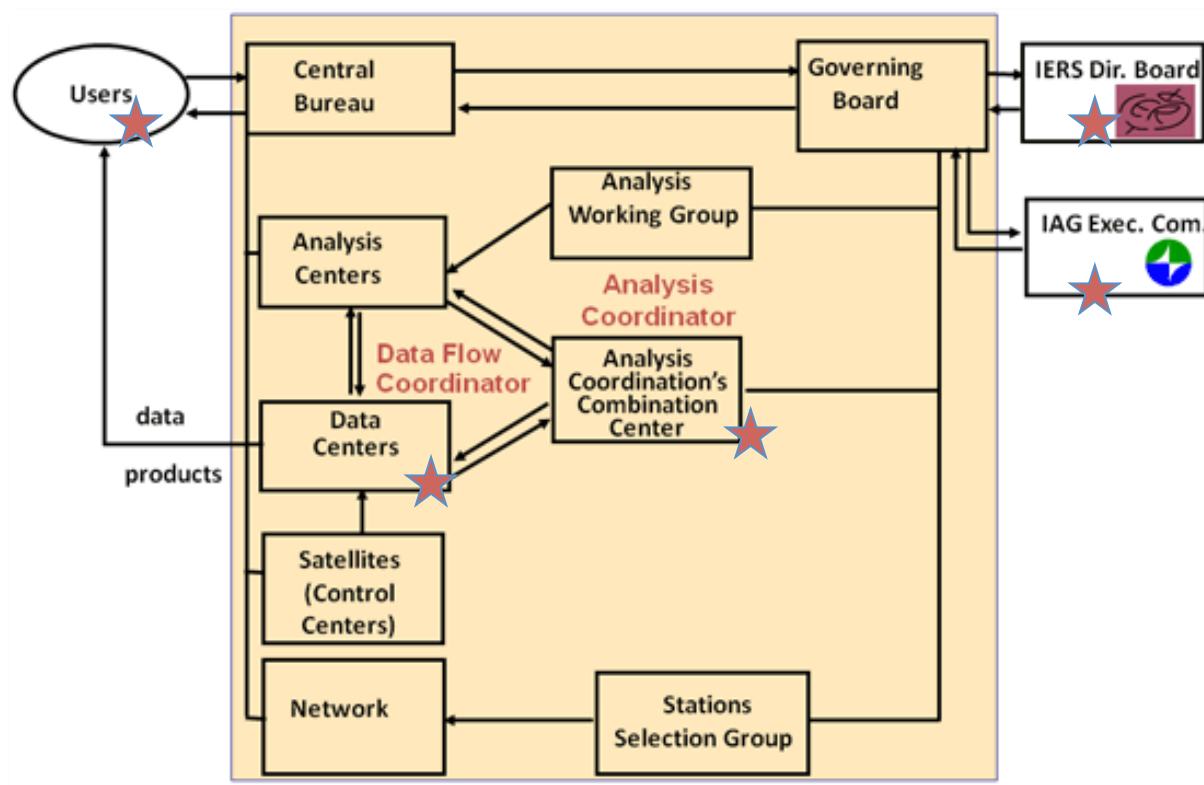 Users
Central
Bureau
Governing
Board
IERS Dir. Board
Analysis
Working Group
IAG Exec. Com.
Analysis
Centers
Analysis
Coordinator
Data Flow
Coordinator
Analysis
Coordination's
Combination
Center
data
products
Data
Centers
Satellites
(Control
Centers)
Network
Stations
Selection Group